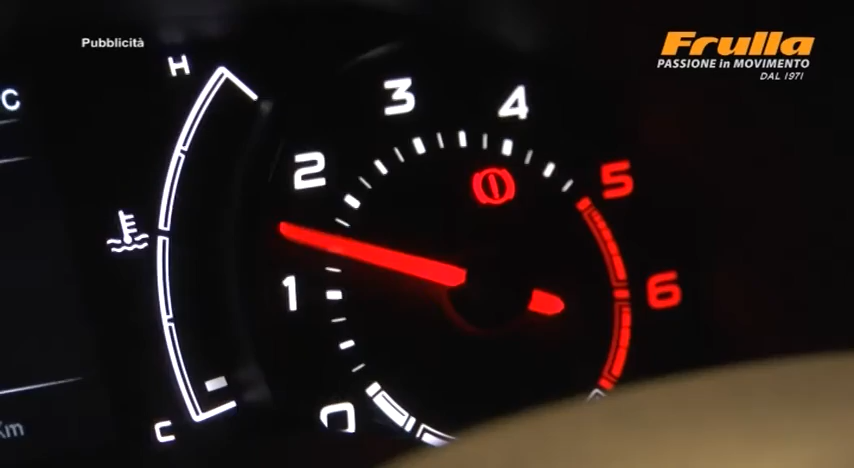 Pubblicità
Frulla
PASSIONE in MOVIMENTO
DAL 1971
H
C
C
0
1
2
3
4
5
6
Km